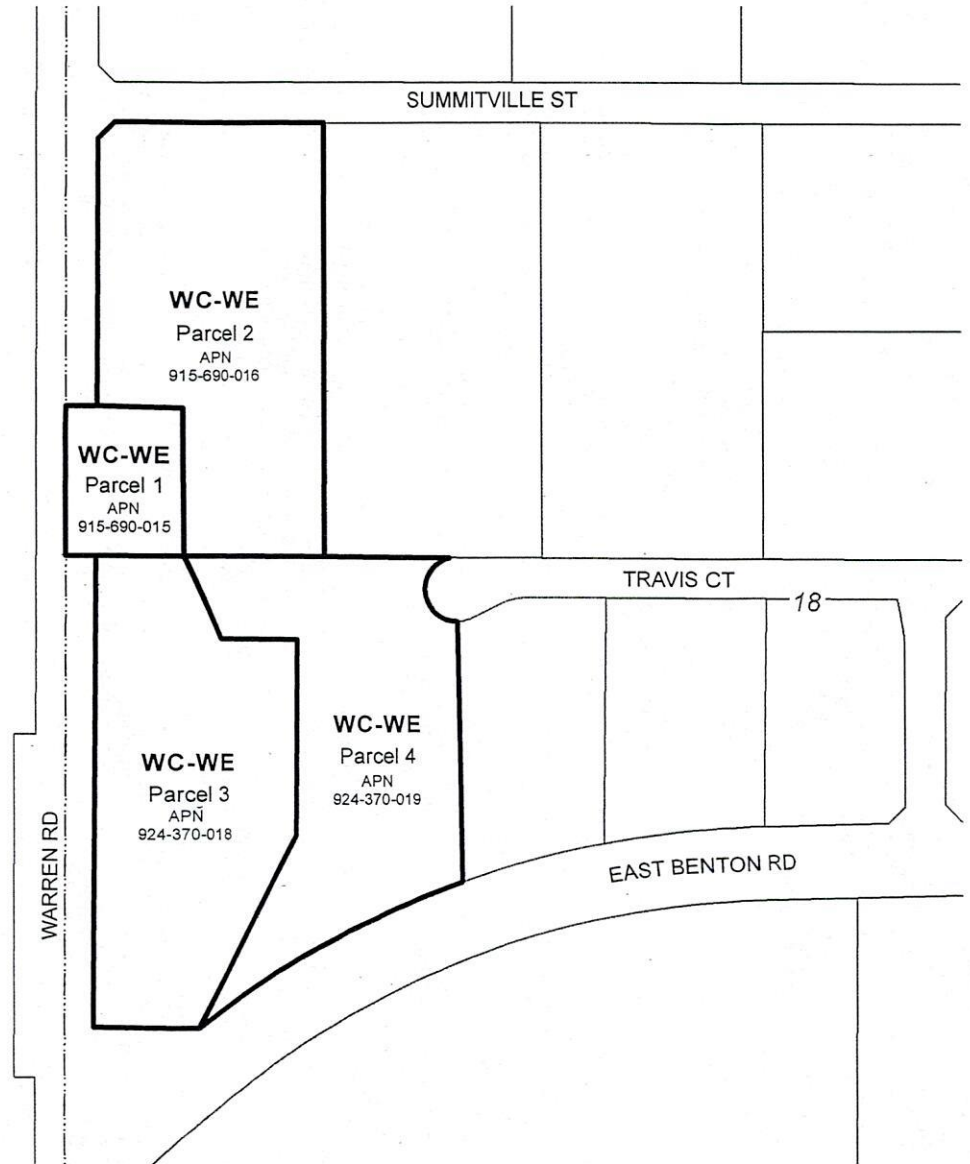 SUMMITVILLE ST
WC-WE
Parcel 2
APN
915-690-016
WC-WE
Parcel 1
APN
915-690-015
TRAVIS CT
18
WC-WE
Parcel 4
APN
924-370-019
WC-WE
Parcel 3
APN
924-370-018
WARREN RD
EAST BENTON RD